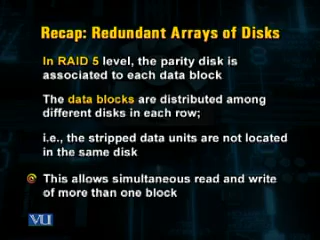 Recap: Redundant Arrays of Disks
In RAID 5 level, the parity disk is
associated to each data block
The data blocks are distributed among
different disks in each row;
i.e., the stripped data units are not located
in the same disk
This allows simultaneous read and write
of more than one block
VU